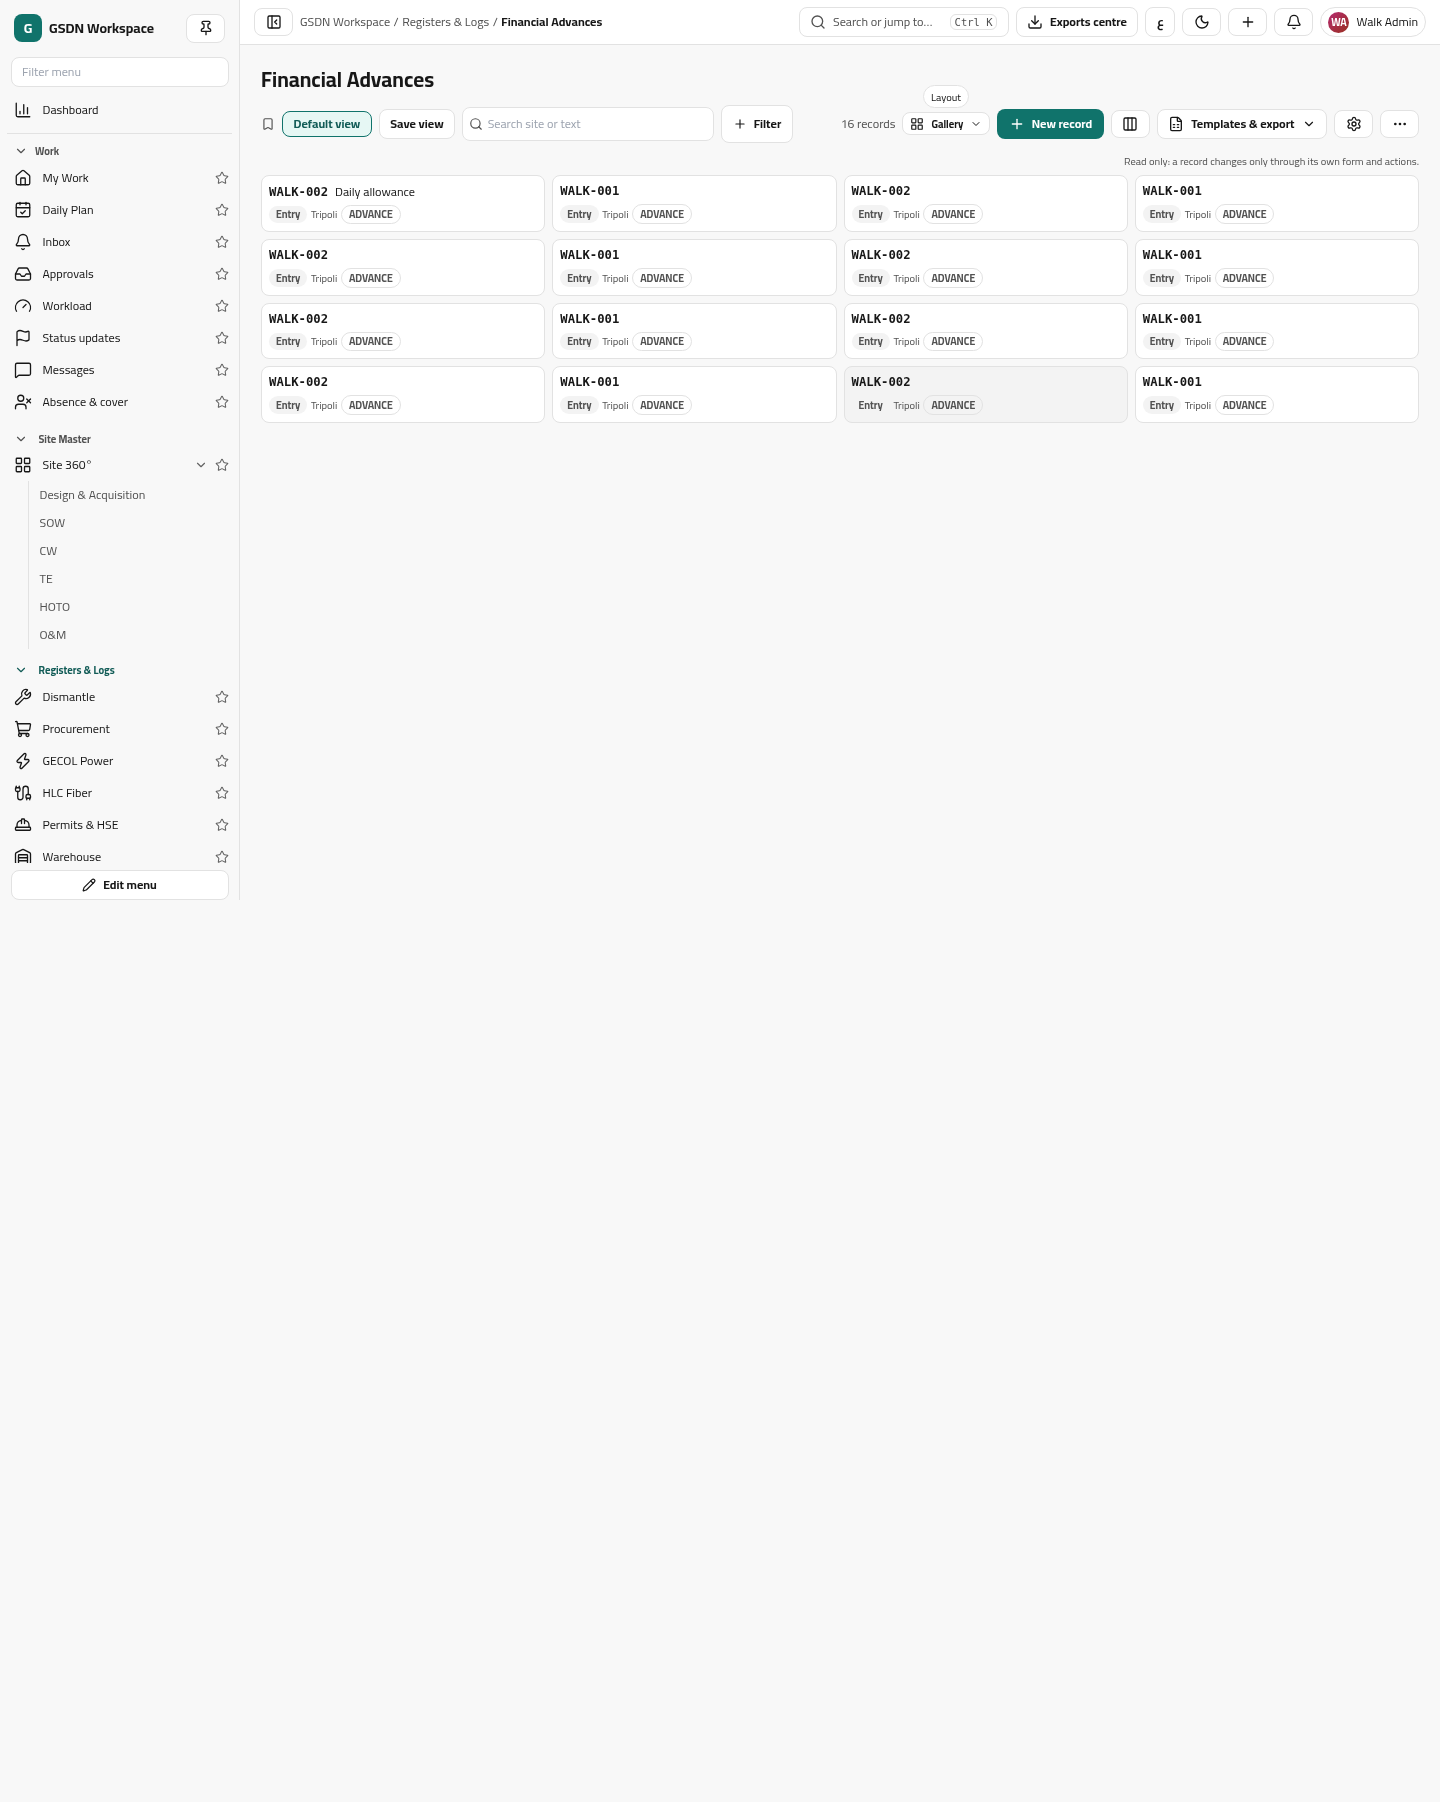 G GSDN Workspace
Filter menu
Dashboard
Work
My Work
Daily Plan
Inbox
Approvals
Workload
Status updates
Messages
Absence & cover
Site Master
Site 360°
Design & Acquisition
SOW
CW
TE
HOTO
O&M
Registers & Logs
Dismantle
Procurement
GECOL Power
HLC Fiber
Permits & HSE
Warehouse
Edit menu
GSDN Workspace / Registers & Logs / Financial Advances
Search or jump to... Ctrl K
Exports centre
ع
WA Walk Admin
Financial Advances
Layout
Default view Save view Search site or text Filter 16 records Gallery New record Templates & export
Read only: a record changes only through its own form and actions.
WALK-002 Daily allowance
Entry Tripoli ADVANCE
WALK-001
Entry Tripoli ADVANCE
WALK-002
Entry Tripoli ADVANCE
WALK-001
Entry Tripoli ADVANCE
WALK-002
Entry Tripoli ADVANCE
WALK-001
Entry Tripoli ADVANCE
WALK-002
Entry Tripoli ADVANCE
WALK-001
Entry Tripoli ADVANCE
WALK-002
Entry Tripoli ADVANCE
WALK-001
Entry Tripoli ADVANCE
WALK-002
Entry Tripoli ADVANCE
WALK-001
Entry Tripoli ADVANCE
WALK-002
Entry Tripoli ADVANCE
WALK-001
Entry Tripoli ADVANCE
WALK-002
Entry Tripoli ADVANCE
WALK-001
Entry Tripoli ADVANCE